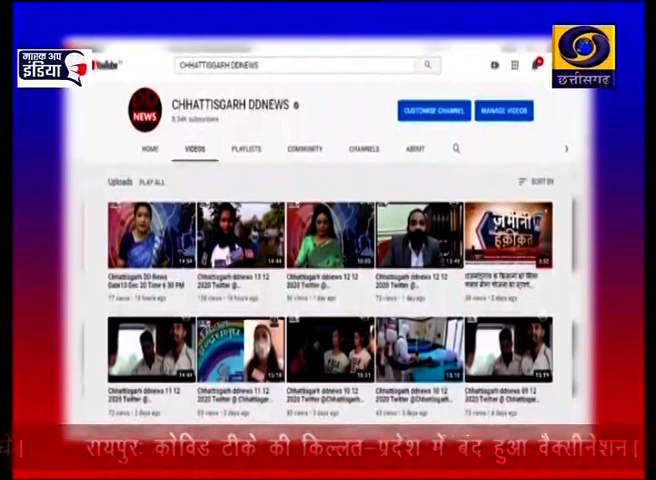 मास्क अप
इंडिया
YouTube
CHHATTISGARH DDNEWS
छत्तीसगढ़
DD
NEWS
CHHATTISGARH DDNEWS
subscribers
CUSTOMISE CHANNEL
MANAGE VIDEOS
HOME VIDEOS PLAYLISTS COMMUNITY CHANNELS ABOUT
Uploads PLAY ALL
SORT BY
ज़मीनी
हक़ीक़त
Chhattisgarh DD News
Date13 Dec 20 Time 6 30 PM
Chhattisgarh ddnews 13 12
2020 Twitter @...
Chhattisgarh ddnews 12 12
2020 Twitter @...
Chhattisgarh ddnews 12 12
2020 Twitter @...
Chhattisgarh ddnews 11 12
2020 Twitter @...
Chhattisgarh ddnews 11 12
2020 Twitter @ Chhattisgar...
Chhattisgarh ddnews 10 12
2020 Twitter @Chhattisgar...
Chhattisgarh ddnews 10 12
2020 Twitter @Chhattisgar...
Chhattisgarh ddnews 09 12
2020 Twitter @Chhattisgar...
रायपुर: कोविड टीके की किल्लत-प्रदेश में बंद हुआ वैक्सीनेशन।